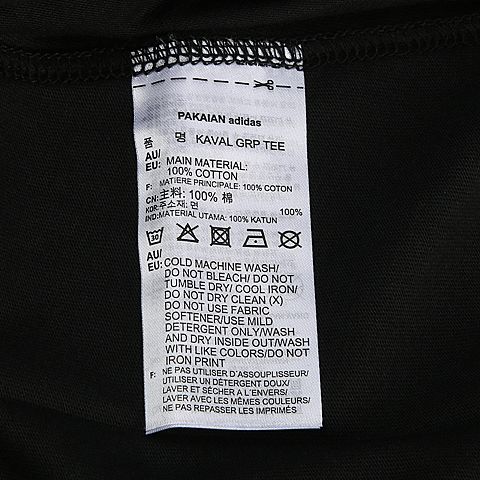 PAKAIAN adidas
품 명 KAVAL GRP TEE
AU/ MAIN MATERIAL:
EU: 100% COTTON
F: MATIERE PRINCIPALE: 100% COTON
CN: 主料: 100% 棉
KOR: 주소재: 면 100%
IND: MATERIAL UTAMA: 100% KATUN
30
AU/ COLD MACHINE WASH/
EU: DO NOT BLEACH/ DO NOT
TUMBLE DRY/ COOL IRON/
DO NOT DRY CLEAN (X)
DO NOT USE FABRIC
SOFTENER/USE MILD
DETERGENT ONLY/WASH
AND DRY INSIDE OUT/WASH
WITH LIKE COLORS/DO NOT
IRON PRINT
F: NE PAS UTILISER D'ASSOUPLISSEUR/
UTILISER UN DÉTERGENT DOUX/
LAVER ET SÉCHER A L'ENVERS/
LAVER AVEC LES MÊMES COULEURS/
NE PAS REPASSER LES IMPRIMÉS